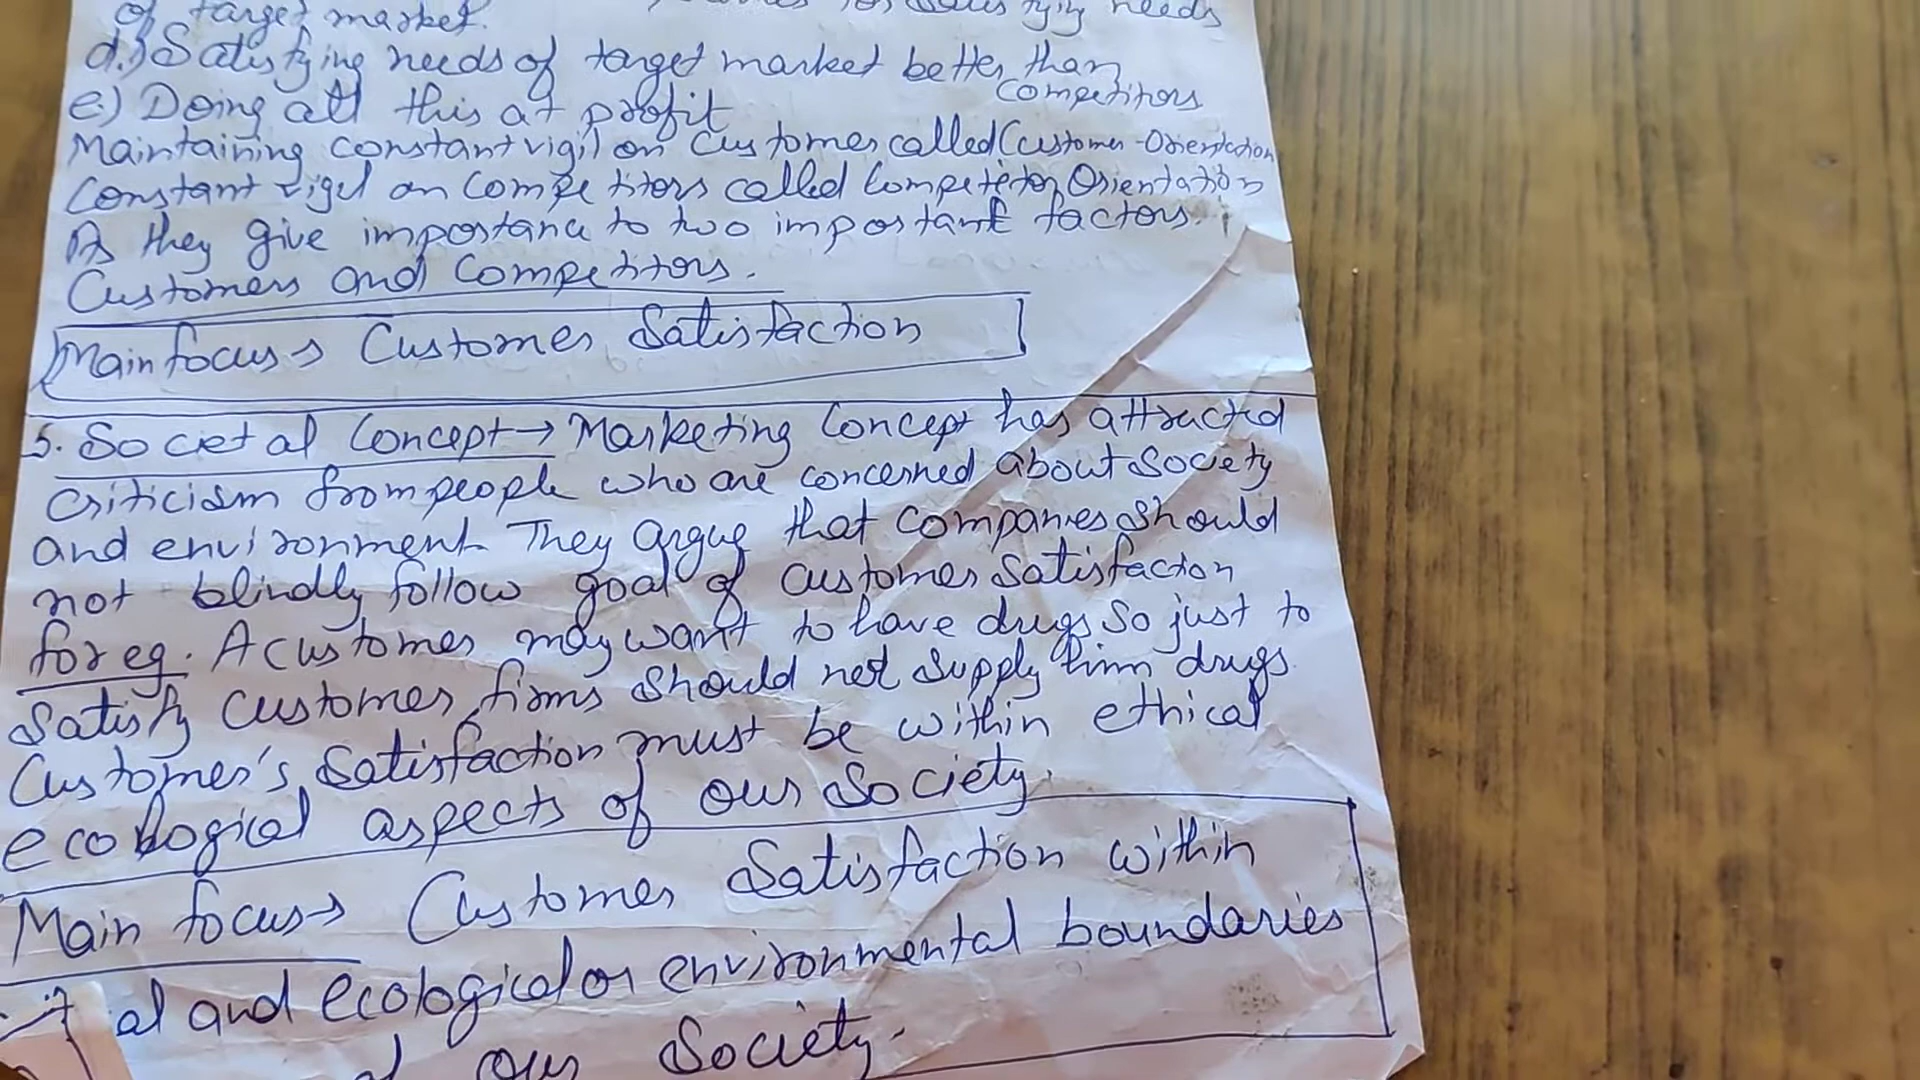 of target market. satisfying needs
d.) Satisfying needs of target market better than
competitors
e.) Doing all this at profit
Maintaining constant vigil on customer called Customer-Orientation
Constant vigil on competitors called Competitor Orientation
As they give importance to two important factors.
Customers and Competitors.
Main focus → Customer Satisfaction
5. Societal Concept → Marketing Concept has attracted
criticism from people who are concerned about Society
and environment. They argue that companies should
not blindly follow goal of customer satisfaction
for eg. A customer may want to have drugs so just to
satisfy customer, firms should not supply him drugs
Customer's Satisfaction must be within ethical
ecological aspects of our Society.
Main focus → Customer Satisfaction within
al and ecological or environmental boundaries
our Society.